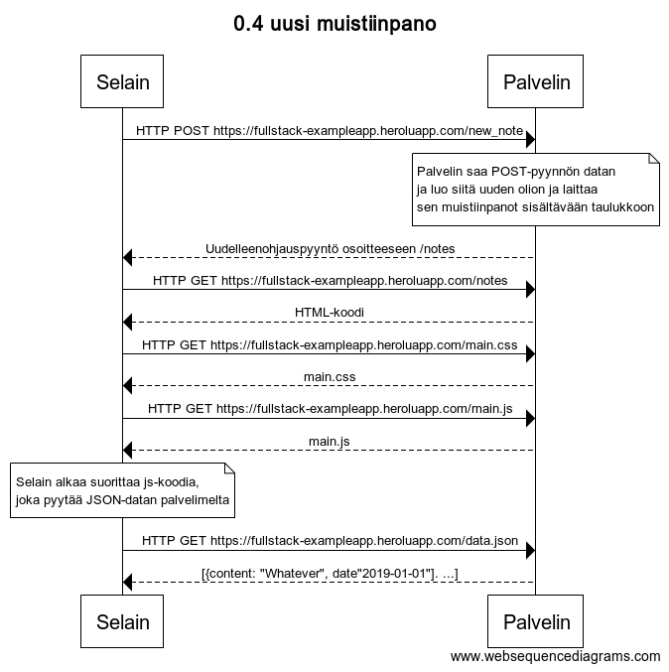 0.4 uusi muistiinpano
Selain
Palvelin
HTTP POST https://fullstack-exampleapp.heroluapp.com/new_note
Palvelin saa POST-pyynnön datan
ja luo siitä uuden olion ja laittaa
sen muistiinpanot sisältävään taulukkoon
Uudelleenohjauspyyntö osoitteeseen /notes
HTTP GET https://fullstack-exampleapp.heroluapp.com/notes
HTML-koodi
HTTP GET https://fullstack-exampleapp.heroluapp.com/main.css
main.css
HTTP GET https://fullstack-exampleapp.heroluapp.com/main.js
main.js
Selain alkaa suorittaa js-koodia,
joka pyytää JSON-datan palvelimelta
HTTP GET https://fullstack-exampleapp.heroluapp.com/data.json
[{content: "Whatever", date"2019-01-01"]. ...]
Selain
Palvelin
www.websequencediagrams.com